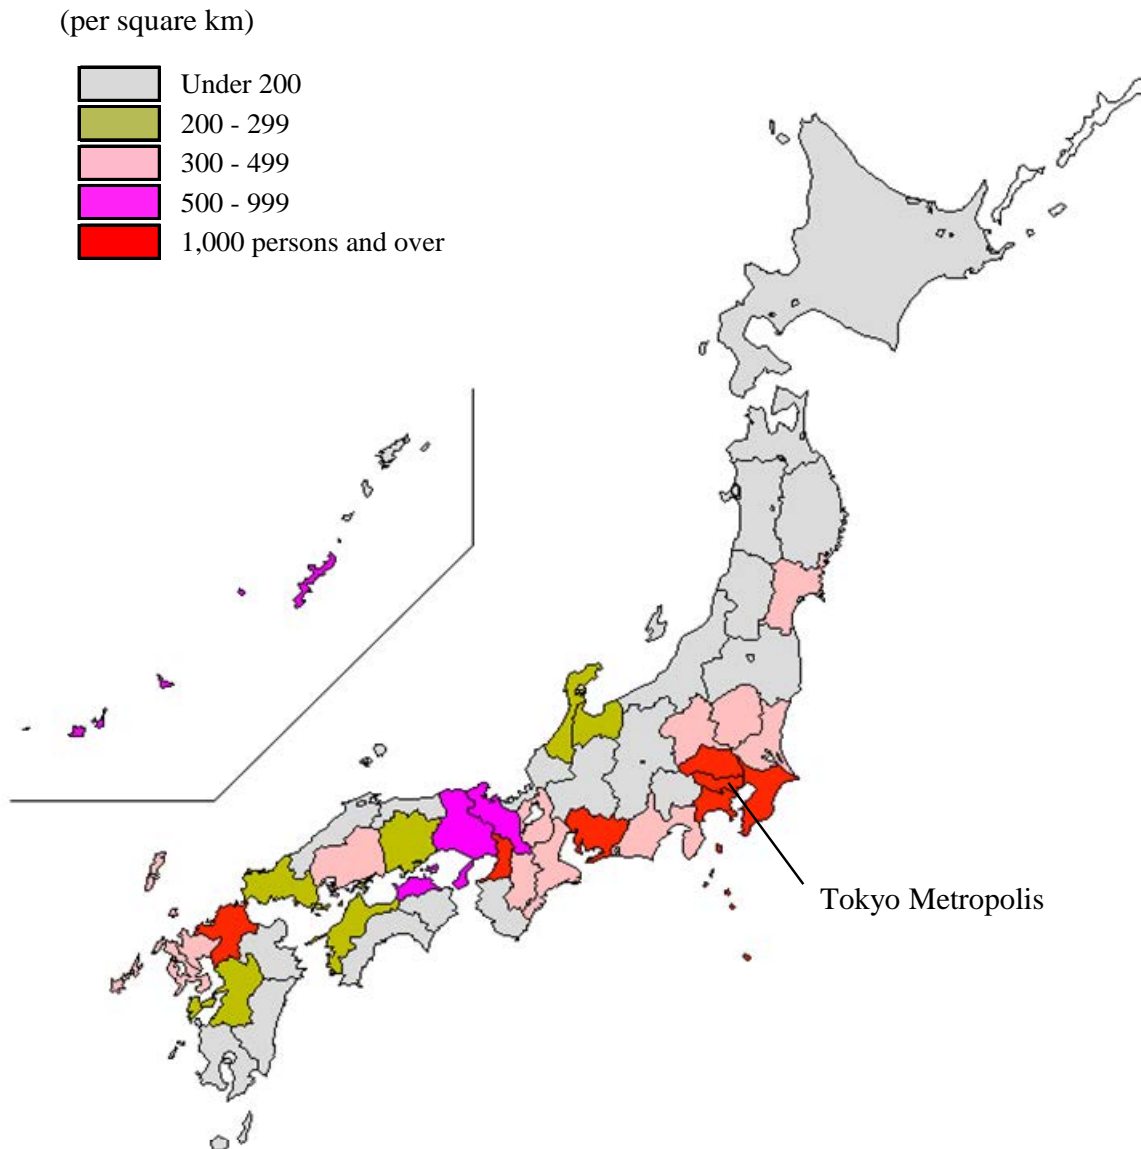 (per square km)
Under 200
200 - 299
300 - 499
500 - 999
1,000 persons and over
Tokyo Metropolis